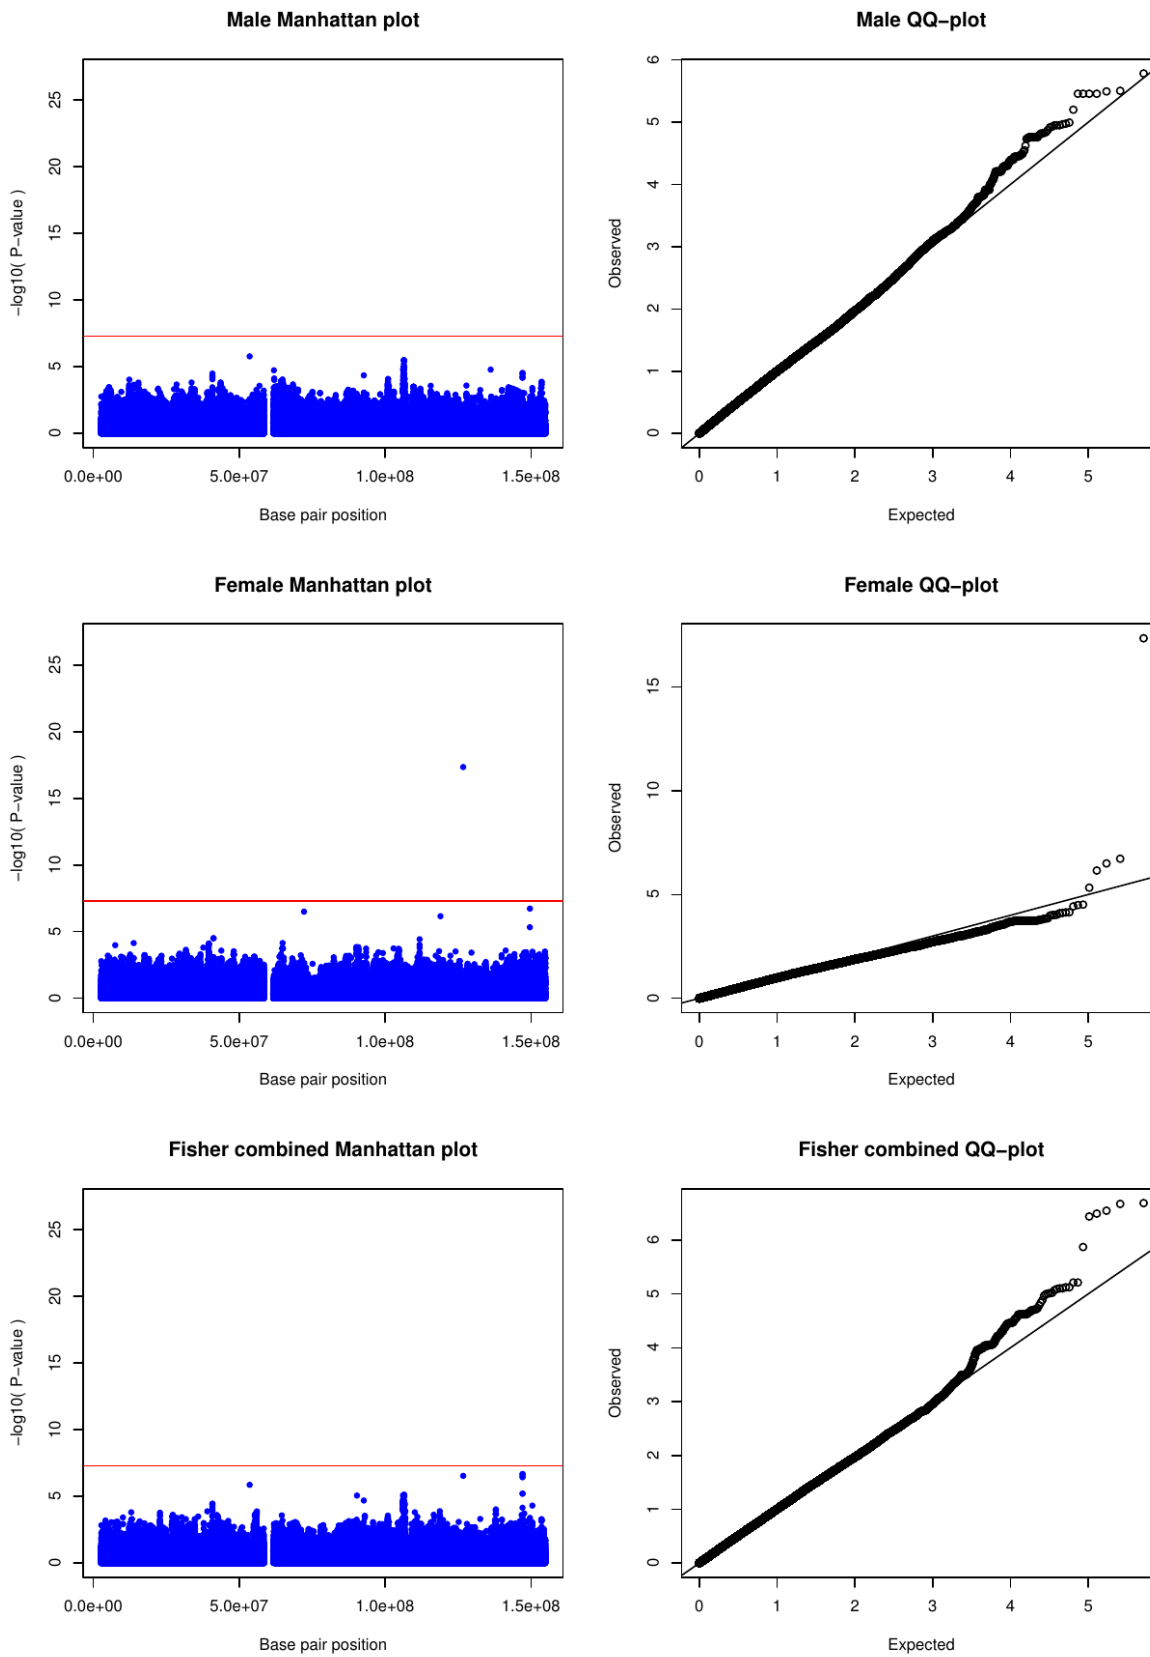 Male Manhattan plot
−log10( P−value )
25
20
15
10
5
0
0.0e+00 5.0e+07 1.0e+08 1.5e+08
Base pair position
Male QQ−plot
Observed
6
5
4
3
2
1
0
0 1 2 3 4 5
Expected
Female Manhattan plot
−log10( P−value )
25
20
15
10
5
0
0.0e+00 5.0e+07 1.0e+08 1.5e+08
Base pair position
Female QQ−plot
Observed
15
10
5
0
0 1 2 3 4 5
Expected
Fisher combined Manhattan plot
−log10( P−value )
25
20
15
10
5
0
0.0e+00 5.0e+07 1.0e+08 1.5e+08
Base pair position
Fisher combined QQ−plot
Observed
6
5
4
3
2
1
0
0 1 2 3 4 5
Expected